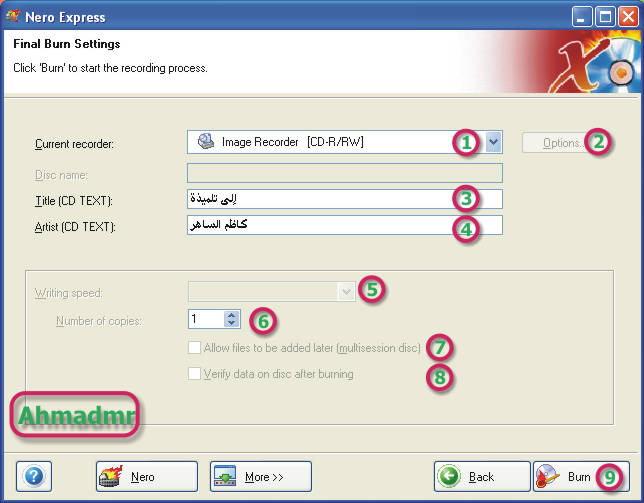 Nero Express
Final Burn Settings
Click 'Burn' to start the recording process.
Current recorder: Image Recorder [CD-R/RW] 1 Options... 2
Disc name:
Title (CD TEXT): إلى تلميذة 3
Artist (CD TEXT): كاظم الساهر 4
Writing speed: 5
Number of copies: 1 6
Allow files to be added later (multisession disc) 7
Verify data on disc after burning 8
Ahmadmr
? Nero More >> Back Burn 9